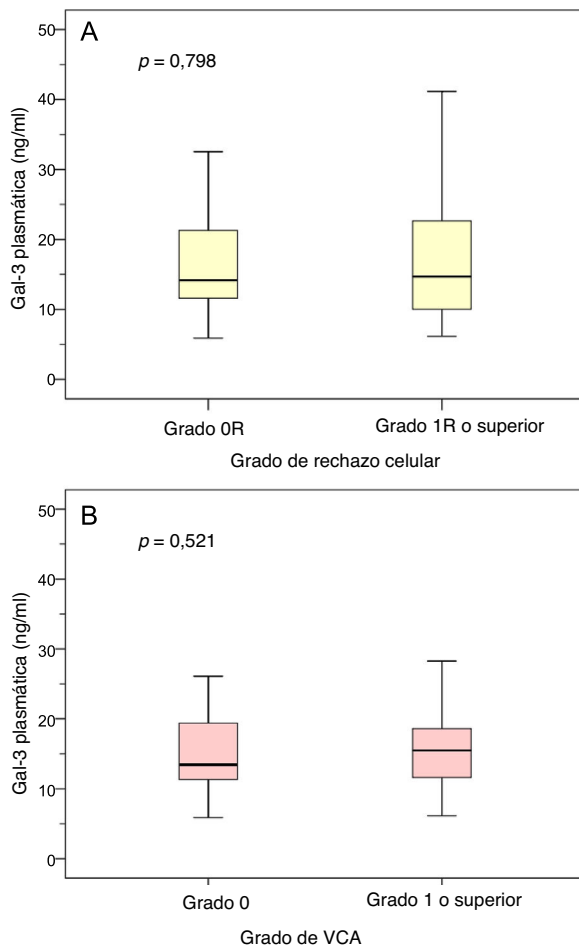 A
p = 0,798
Gal-3 plasmática (ng/ml)
50
40
30
20
10
0
Grado 0R
Grado 1R o superior
Grado de rechazo celular
B
p = 0,521
Gal-3 plasmática (ng/ml)
50
40
30
20
10
0
Grado 0
Grado 1 o superior
Grado de VCA